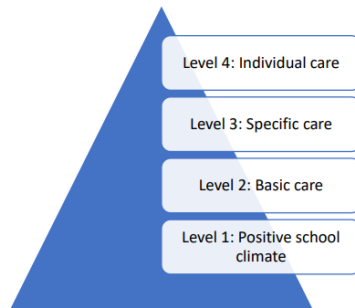 Level 4: Individual care
Level 3: Specific care
Level 2: Basic care
Level 1: Positive school
climate